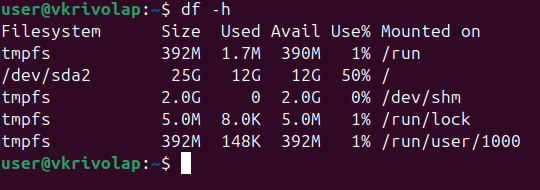 user@vkrivolap:~$ df -h
Filesystem      Size  Used Avail Use% Mounted on
tmpfs           392M  1.7M  390M   1% /run
/dev/sda2        25G   12G   12G  50% /
tmpfs           2.0G     0  2.0G   0% /dev/shm
tmpfs           5.0M  8.0K  5.0M   1% /run/lock
tmpfs           392M  148K  392M   1% /run/user/1000
user@vkrivolap:~$